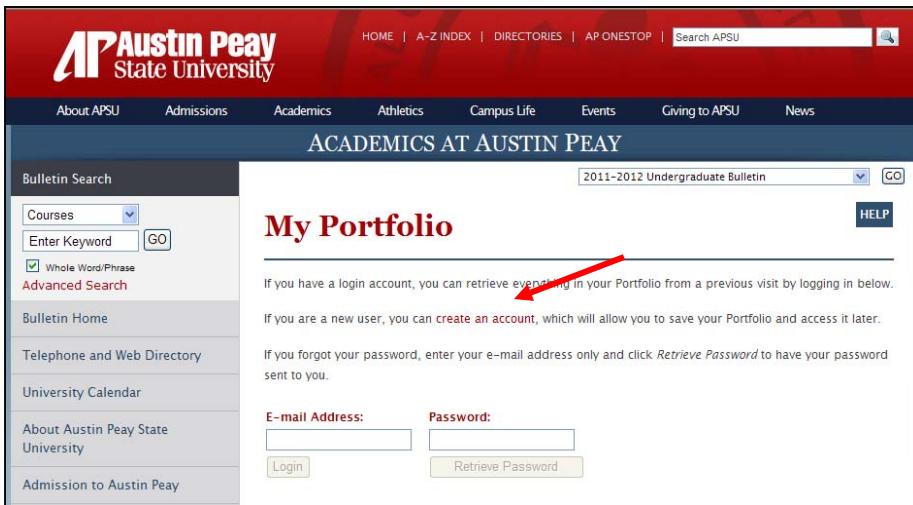 AP Austin Peay
State University
HOME | A-Z INDEX | DIRECTORIES | AP ONESTOP | Search APSU
About APSU Admissions Academics Athletics Campus Life Events Giving to APSU News
ACADEMICS AT AUSTIN PEAY
Bulletin Search
2011-2012 Undergraduate Bulletin GO
Courses
Enter Keyword GO
Whole Word/Phrase
Advanced Search
Bulletin Home
Telephone and Web Directory
University Calendar
About Austin Peay State
University
Admission to Austin Peay
My Portfolio
HELP
If you have a login account, you can retrieve everything in your Portfolio from a previous visit by logging in below.
If you are a new user, you can create an account, which will allow you to save your Portfolio and access it later.
If you forgot your password, enter your e-mail address only and click Retrieve Password to have your password
sent to you.
E-mail Address: Password:
Login Retrieve Password